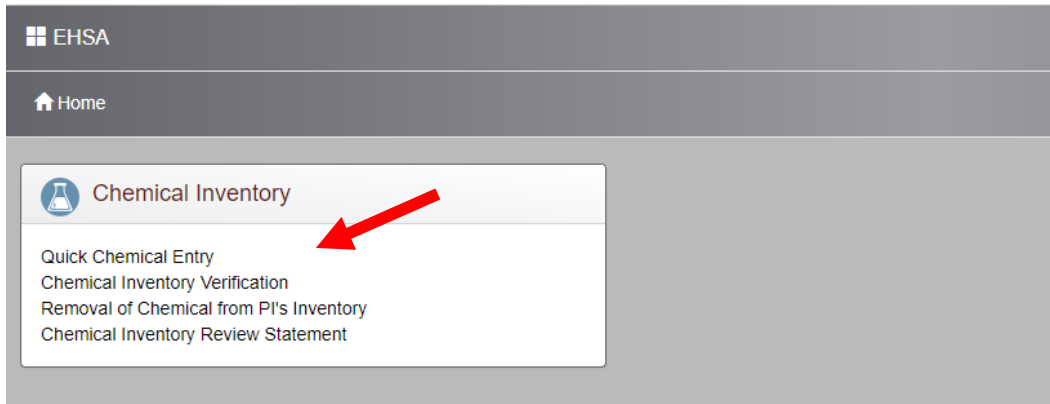 EHSA
Home
Chemical Inventory
Quick Chemical Entry
Chemical Inventory Verification
Removal of Chemical from PI's Inventory
Chemical Inventory Review Statement